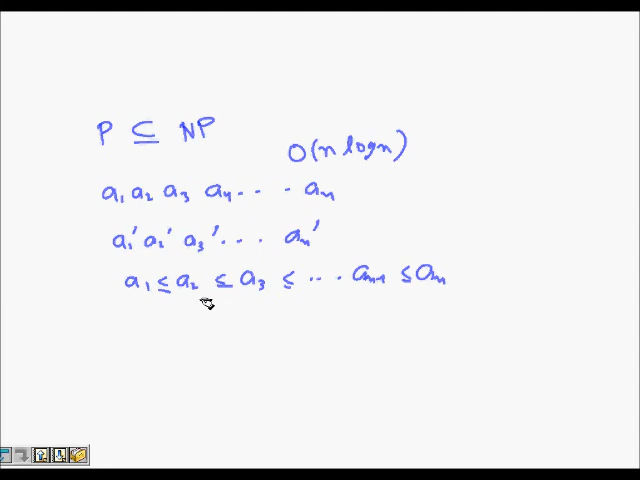 P ⊆ NP
O(n log n)
a₁ a₂ a₃ a₄ . . . . aₙ
a₁' a₂' a₃' . . . . aₙ'
a₁ ≤ a₂ ≤ a₃ ≤ . . . aₙ₋₁ ≤ aₙ